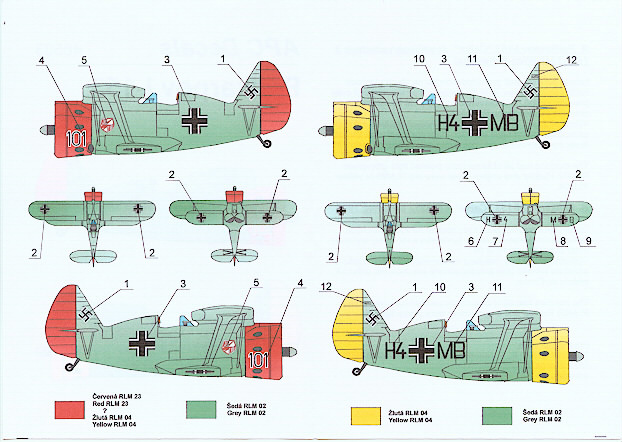 4 5 3 1
101
10 3 11 1 12
H4 MB
2 2
2 2
2 2
H 4 M B
6 7 8 9
2 2
1 3 5 4
101
12 1 10 3 11
H4 MB
Červená RLM 23
Red RLM 23
?
Žlutá RLM 04
Yellow RLM 04
Šedá RLM 02
Grey RLM 02
Žlutá RLM 04
Yellow RLM 04
Šedá RLM 02
Grey RLM 02